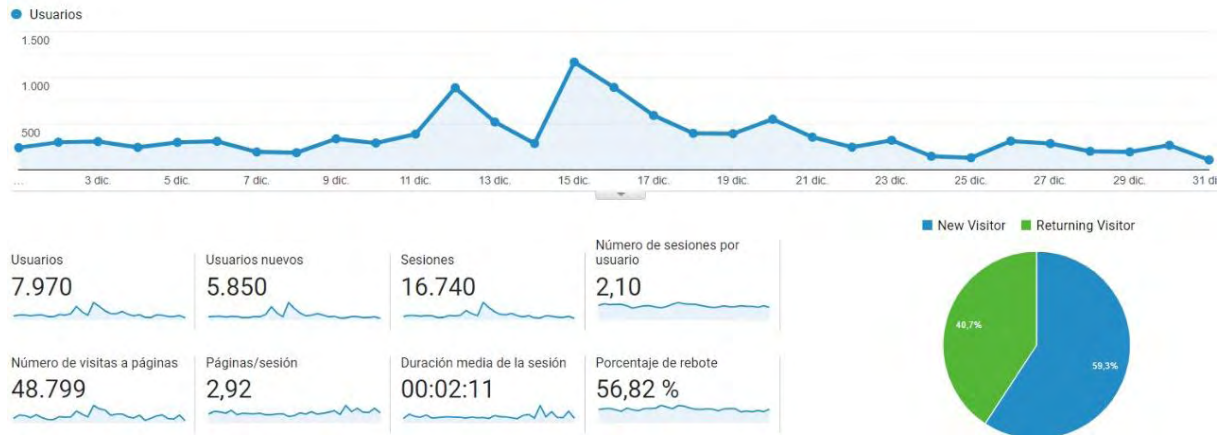 Usuarios
1.500
1.000
500
...
3 dic.
5 dic.
7 dic.
9 dic.
11 dic.
13 dic.
15 dic.
17 dic.
19 dic.
21 dic.
23 dic.
25 dic.
27 dic.
29 dic.
31 di
New Visitor
Returning Visitor
Usuarios
7.970
Usuarios nuevos
5.850
Sesiones
16.740
Número de sesiones por
usuario
2,10
Número de visitas a páginas
48.799
Páginas/sesión
2,92
Duración media de la sesión
00:02:11
Porcentaje de rebote
56,82 %
40,7%
59,3%